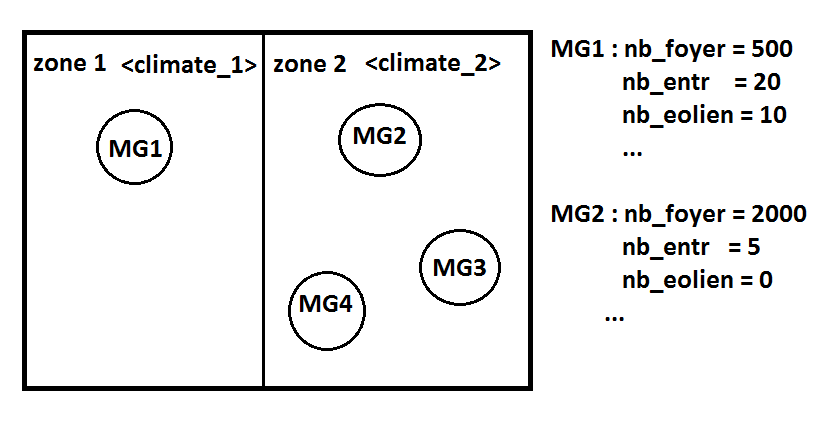 zone 1 <climate_1>
zone 2 <climate_2>
MG1
MG2
MG3
MG4
MG1 : nb_foyer = 500
nb_entr = 20
nb_eolien = 10
...
MG2 : nb_foyer = 2000
nb_entr = 5
nb_eolien = 0
...